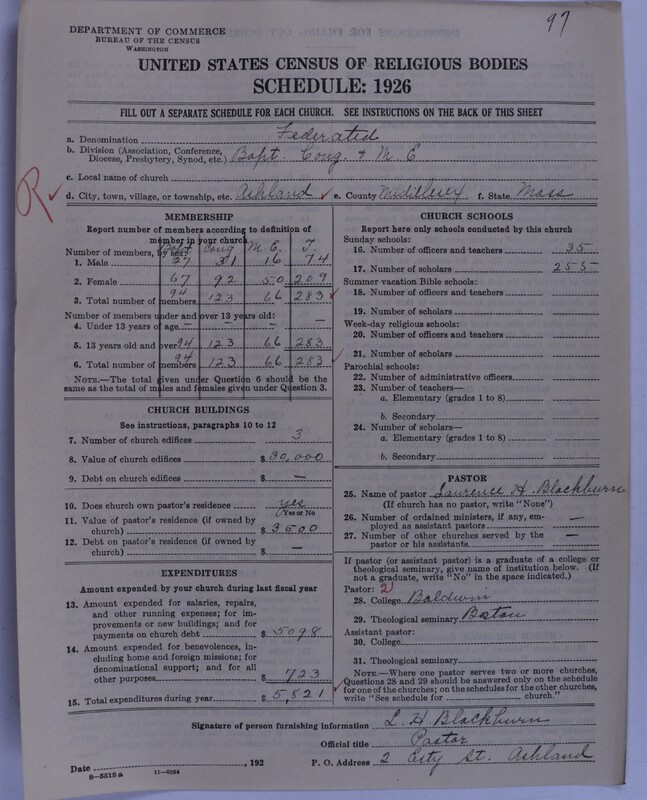 97
DEPARTMENT OF COMMERCE
BUREAU OF THE CENSUS
WASHINGTON
UNITED STATES CENSUS OF RELIGIOUS BODIES
SCHEDULE: 1926
FILL OUT A SEPARATE SCHEDULE FOR EACH CHURCH. SEE INSTRUCTIONS ON THE BACK OF THIS SHEET
a. Denomination Federated
b. Division (Association, Conference, Diocese, Presbytery, Synod, etc.) Bapt. Cong. & M. E
c. Local name of church
R ✓ d. City, town, village, or township, etc. Ashland ✓ e. County Middlesex f. State Mass
MEMBERSHIP
Report number of members according to definition of
member in your church.
Number of members, by sex: Bapt Cong M. E. T.
1. Male 27 31 16 74
2. Female 67 92 50 209
3. Total number of members 94 123 66 283 ✓
Number of members under and over 13 years old:
4. Under 13 years of age — — — —
5. 13 years old and over 94 123 66 283
6. Total number of members 94 123 66 283 ✓
NOTE.—The total given under Question 6 should be
the same as the total of males and females given under Question 3.
CHURCH BUILDINGS
See instructions, paragraphs 10 to 12
7. Number of church edifices 3
8. Value of church edifices $ 30,000
9. Debt on church edifices $ —
10. Does church own pastor's residence? yes
(Yes or No
11. Value of pastor's residence (if owned by
church) $ 3500
12. Debt on pastor's residence (if owned by
church) $ —
EXPENDITURES
Amount expended by your church during last fiscal year
13. Amount expended for salaries, repairs,
and other running expenses; for im-
provements or new buildings; and for
payments on church debt $ 5098
14. Amount expended for benevolences, in-
cluding home and foreign missions; for
denominational support; and for all
other purposes $ 723
15. Total expenditures during year $ 5,821 ✓
CHURCH SCHOOLS
Report here only schools conducted by this church
Sunday schools:
16. Number of officers and teachers 35
17. Number of scholars 255
Summer vacation Bible schools:
18. Number of officers and teachers
19. Number of scholars
Week-day religious schools:
20. Number of officers and teachers
21. Number of scholars
Parochial schools:
22. Number of administrative officers
23. Number of teachers—
a. Elementary (grades 1 to 8)
b. Secondary
24. Number of scholars—
a. Elementary (grades 1 to 8)
b. Secondary
PASTOR
25. Name of pastor Laurence H. Blackburn
(If church has no pastor, write "None")
26. Number of ordained ministers, if any, em-
ployed as assistant pastors —
27. Number of other churches served by the
pastor or his assistants —
If pastor (or assistant pastor) is a graduate of a college or
theological seminary, give name of institution below. (If
not a graduate, write "No" in the space indicated.)
Pastor: 2
28. College Baldwin
29. Theological seminary Boston
Assistant pastor:
30. College
31. Theological seminary
NOTE.—Where one pastor serves two or more churches,
Questions 28 and 29 should be answered only on the schedule
for one of the churches; on the schedules for the other churches,
write "See schedule for church."
Signature of person furnishing information L. H Blackburn
Official title Pastor
Date , 192 P. O. Address 2 City St. Ashland
8—5318 a 11—9034